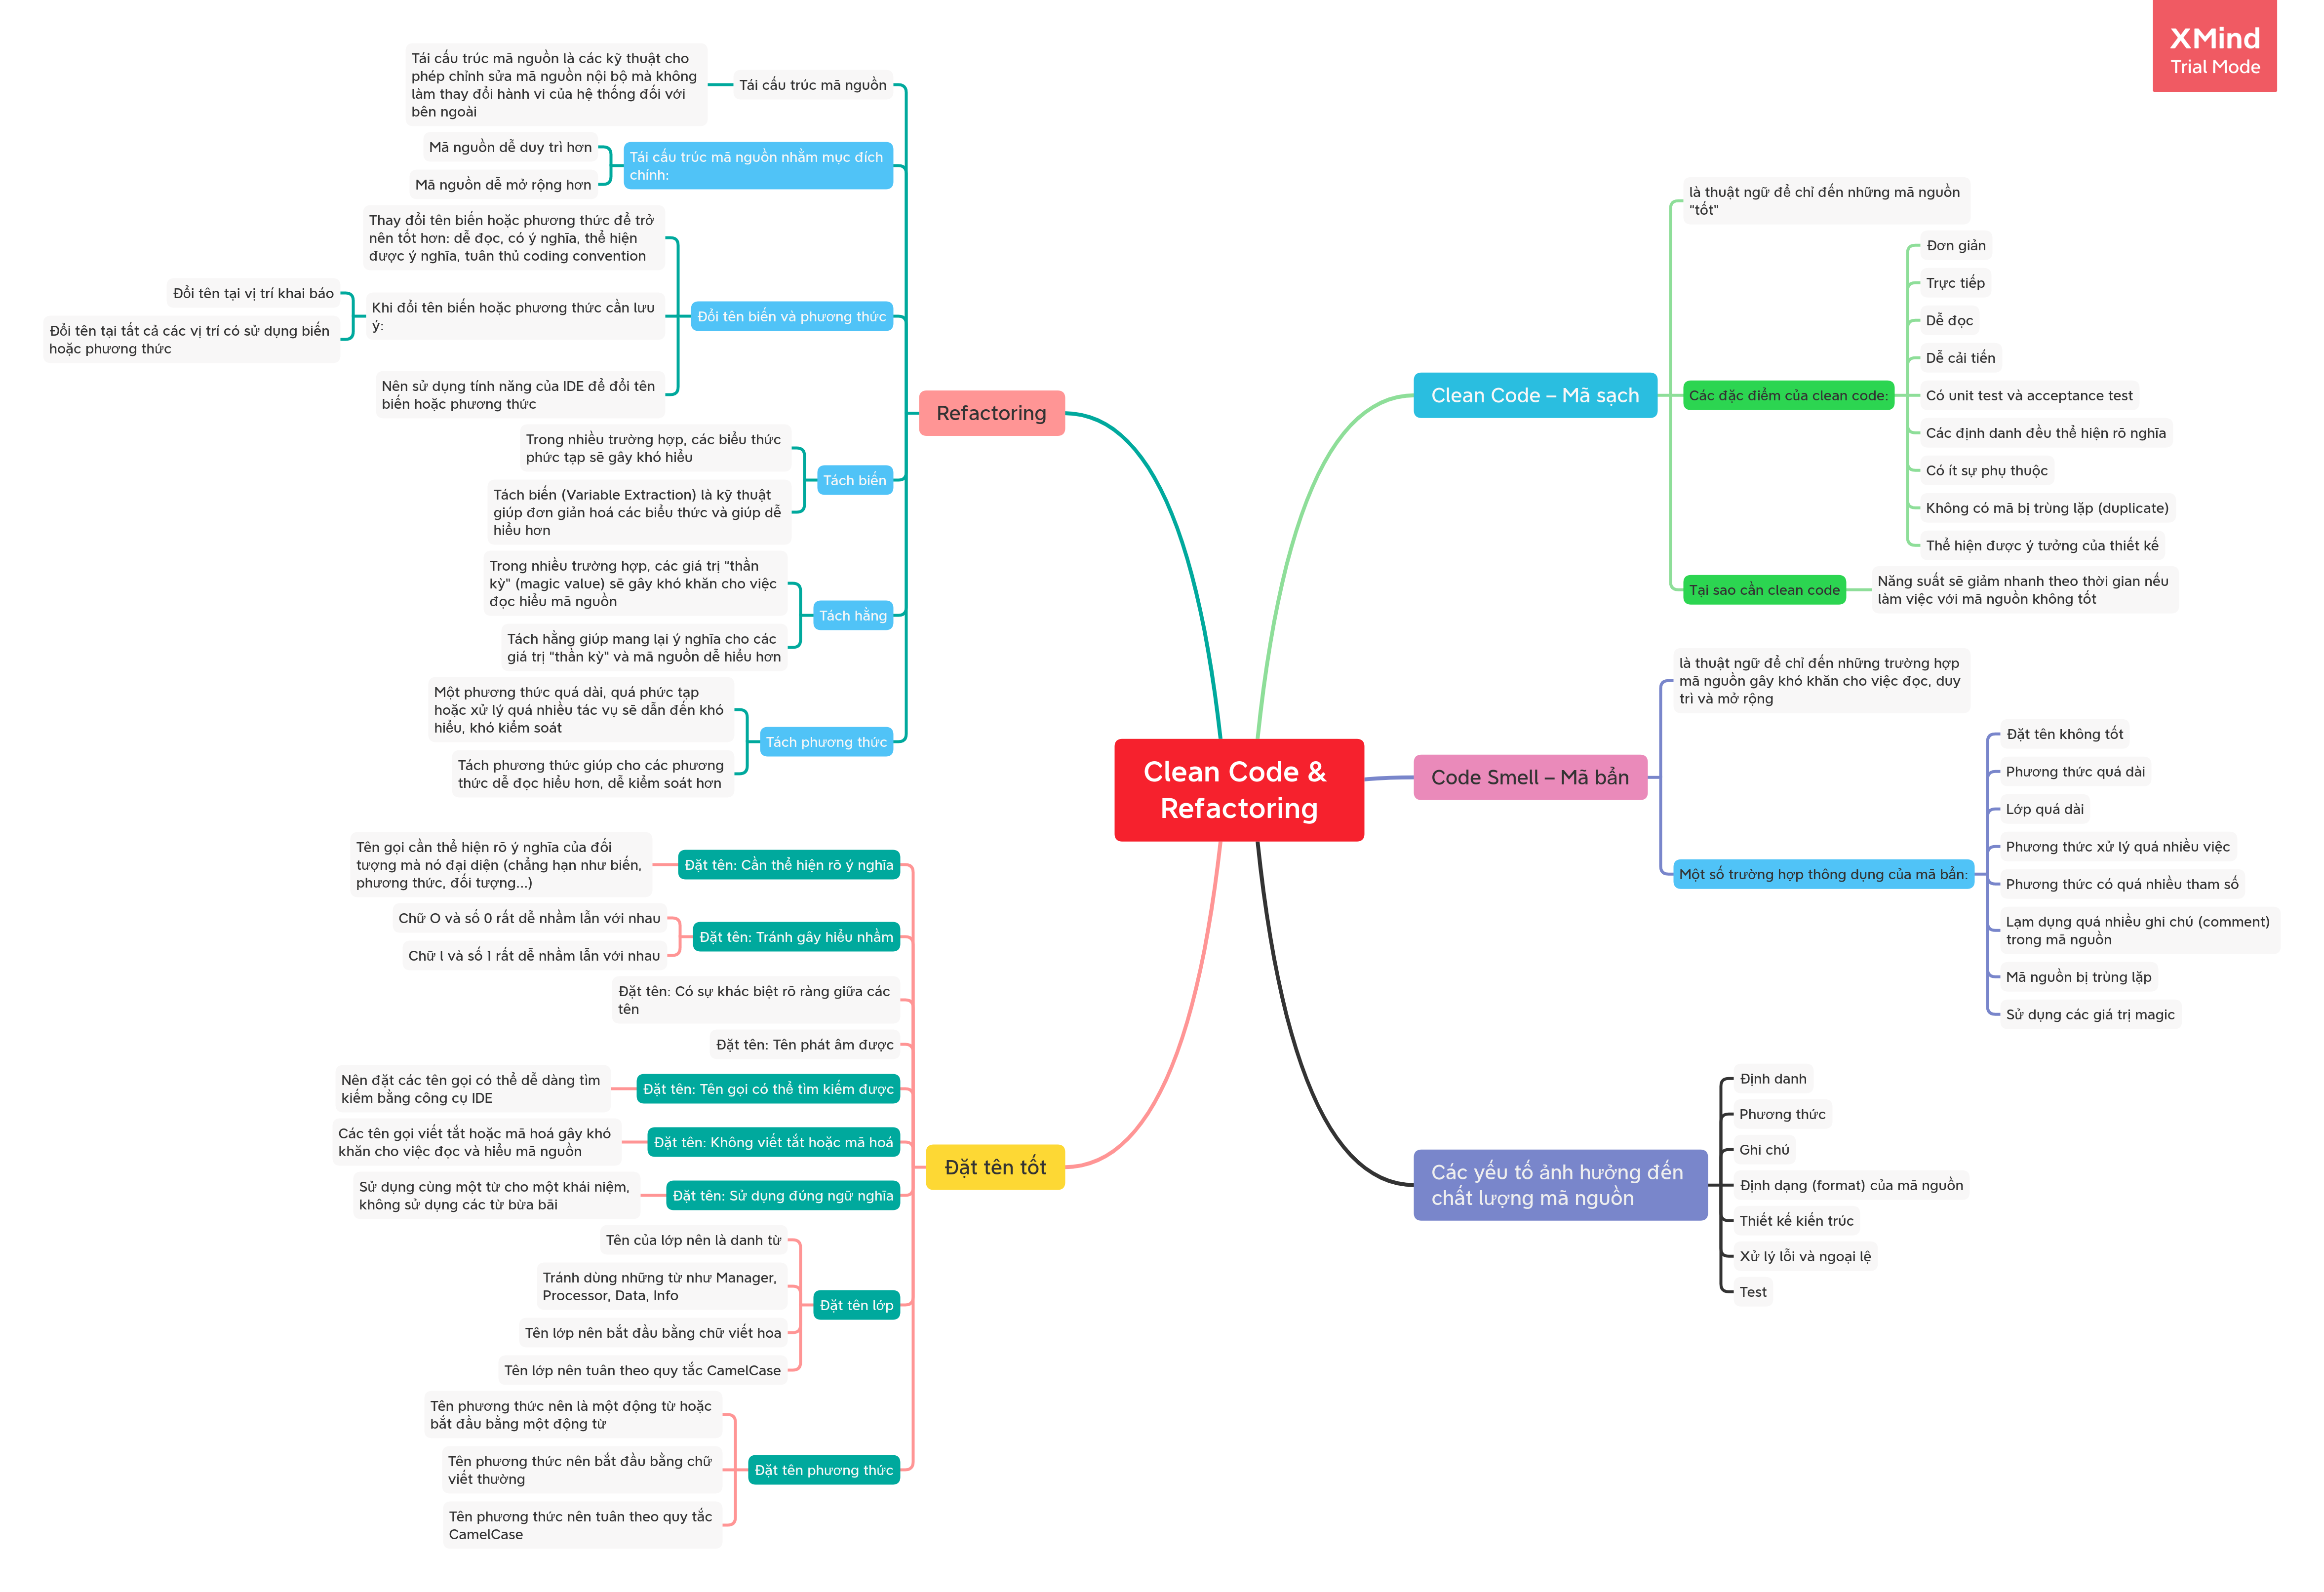 XMind
Trial Mode
Clean Code &
Refactoring
Clean Code – Mã sạch
là thuật ngữ để chỉ đến những mã nguồn
"tốt"
Các đặc điểm của clean code:
Đơn giản
Trực tiếp
Dễ đọc
Dễ cải tiến
Có unit test và acceptance test
Các định danh đều thể hiện rõ nghĩa
Có ít sự phụ thuộc
Không có mã bị trùng lặp (duplicate)
Thể hiện được ý tưởng của thiết kế
Tại sao cần clean code
Năng suất sẽ giảm nhanh theo thời gian nếu
làm việc với mã nguồn không tốt
Code Smell – Mã bẩn
là thuật ngữ để chỉ đến những trường hợp
mã nguồn gây khó khăn cho việc đọc, duy
trì và mở rộng
Một số trường hợp thông dụng của mã bẩn:
Đặt tên không tốt
Phương thức quá dài
Lớp quá dài
Phương thức xử lý quá nhiều việc
Phương thức có quá nhiều tham số
Lạm dụng quá nhiều ghi chú (comment)
trong mã nguồn
Mã nguồn bị trùng lặp
Sử dụng các giá trị magic
Các yếu tố ảnh hưởng đến
chất lượng mã nguồn
Định danh
Phương thức
Ghi chú
Định dạng (format) của mã nguồn
Thiết kế kiến trúc
Xử lý lỗi và ngoại lệ
Test
Refactoring
Tái cấu trúc mã nguồn
Tái cấu trúc mã nguồn là các kỹ thuật cho
phép chỉnh sửa mã nguồn nội bộ mà không
làm thay đổi hành vi của hệ thống đối với
bên ngoài
Tái cấu trúc mã nguồn nhằm mục đích
chính:
Mã nguồn dễ duy trì hơn
Mã nguồn dễ mở rộng hơn
Đổi tên biến và phương thức
Thay đổi tên biến hoặc phương thức để trở
nên tốt hơn: dễ đọc, có ý nghĩa, thể hiện
được ý nghĩa, tuân thủ coding convention
Khi đổi tên biến hoặc phương thức cần lưu
ý:
Đổi tên tại vị trí khai báo
Đổi tên tại tất cả các vị trí có sử dụng biến
hoặc phương thức
Nên sử dụng tính năng của IDE để đổi tên
biến hoặc phương thức
Tách biến
Trong nhiều trường hợp, các biểu thức
phức tạp sẽ gây khó hiểu
Tách biến (Variable Extraction) là kỹ thuật
giúp đơn giản hoá các biểu thức và giúp dễ
hiểu hơn
Tách hằng
Trong nhiều trường hợp, các giá trị "thần
kỳ" (magic value) sẽ gây khó khăn cho việc
đọc hiểu mã nguồn
Tách hằng giúp mang lại ý nghĩa cho các
giá trị "thần kỳ" và mã nguồn dễ hiểu hơn
Tách phương thức
Một phương thức quá dài, quá phức tạp
hoặc xử lý quá nhiều tác vụ sẽ dẫn đến khó
hiểu, khó kiểm soát
Tách phương thức giúp cho các phương
thức dễ đọc hiểu hơn, dễ kiểm soát hơn
Đặt tên tốt
Đặt tên: Cần thể hiện rõ ý nghĩa
Tên gọi cần thể hiện rõ ý nghĩa của đối
tượng mà nó đại diện (chẳng hạn như biến,
phương thức, đối tượng...)
Đặt tên: Tránh gây hiểu nhầm
Chữ O và số 0 rất dễ nhầm lẫn với nhau
Chữ l và số 1 rất dễ nhầm lẫn với nhau
Đặt tên: Có sự khác biệt rõ ràng giữa các
tên
Đặt tên: Tên phát âm được
Đặt tên: Tên gọi có thể tìm kiếm được
Nên đặt các tên gọi có thể dễ dàng tìm
kiếm bằng công cụ IDE
Đặt tên: Không viết tắt hoặc mã hoá
Các tên gọi viết tắt hoặc mã hoá gây khó
khăn cho việc đọc và hiểu mã nguồn
Đặt tên: Sử dụng đúng ngữ nghĩa
Sử dụng cùng một từ cho một khái niệm,
không sử dụng các từ bừa bãi
Đặt tên lớp
Tên của lớp nên là danh từ
Tránh dùng những từ như Manager,
Processor, Data, Info
Tên lớp nên bắt đầu bằng chữ viết hoa
Tên lớp nên tuân theo quy tắc CamelCase
Đặt tên phương thức
Tên phương thức nên là một động từ hoặc
bắt đầu bằng một động từ
Tên phương thức nên bắt đầu bằng chữ
viết thường
Tên phương thức nên tuân theo quy tắc
CamelCase